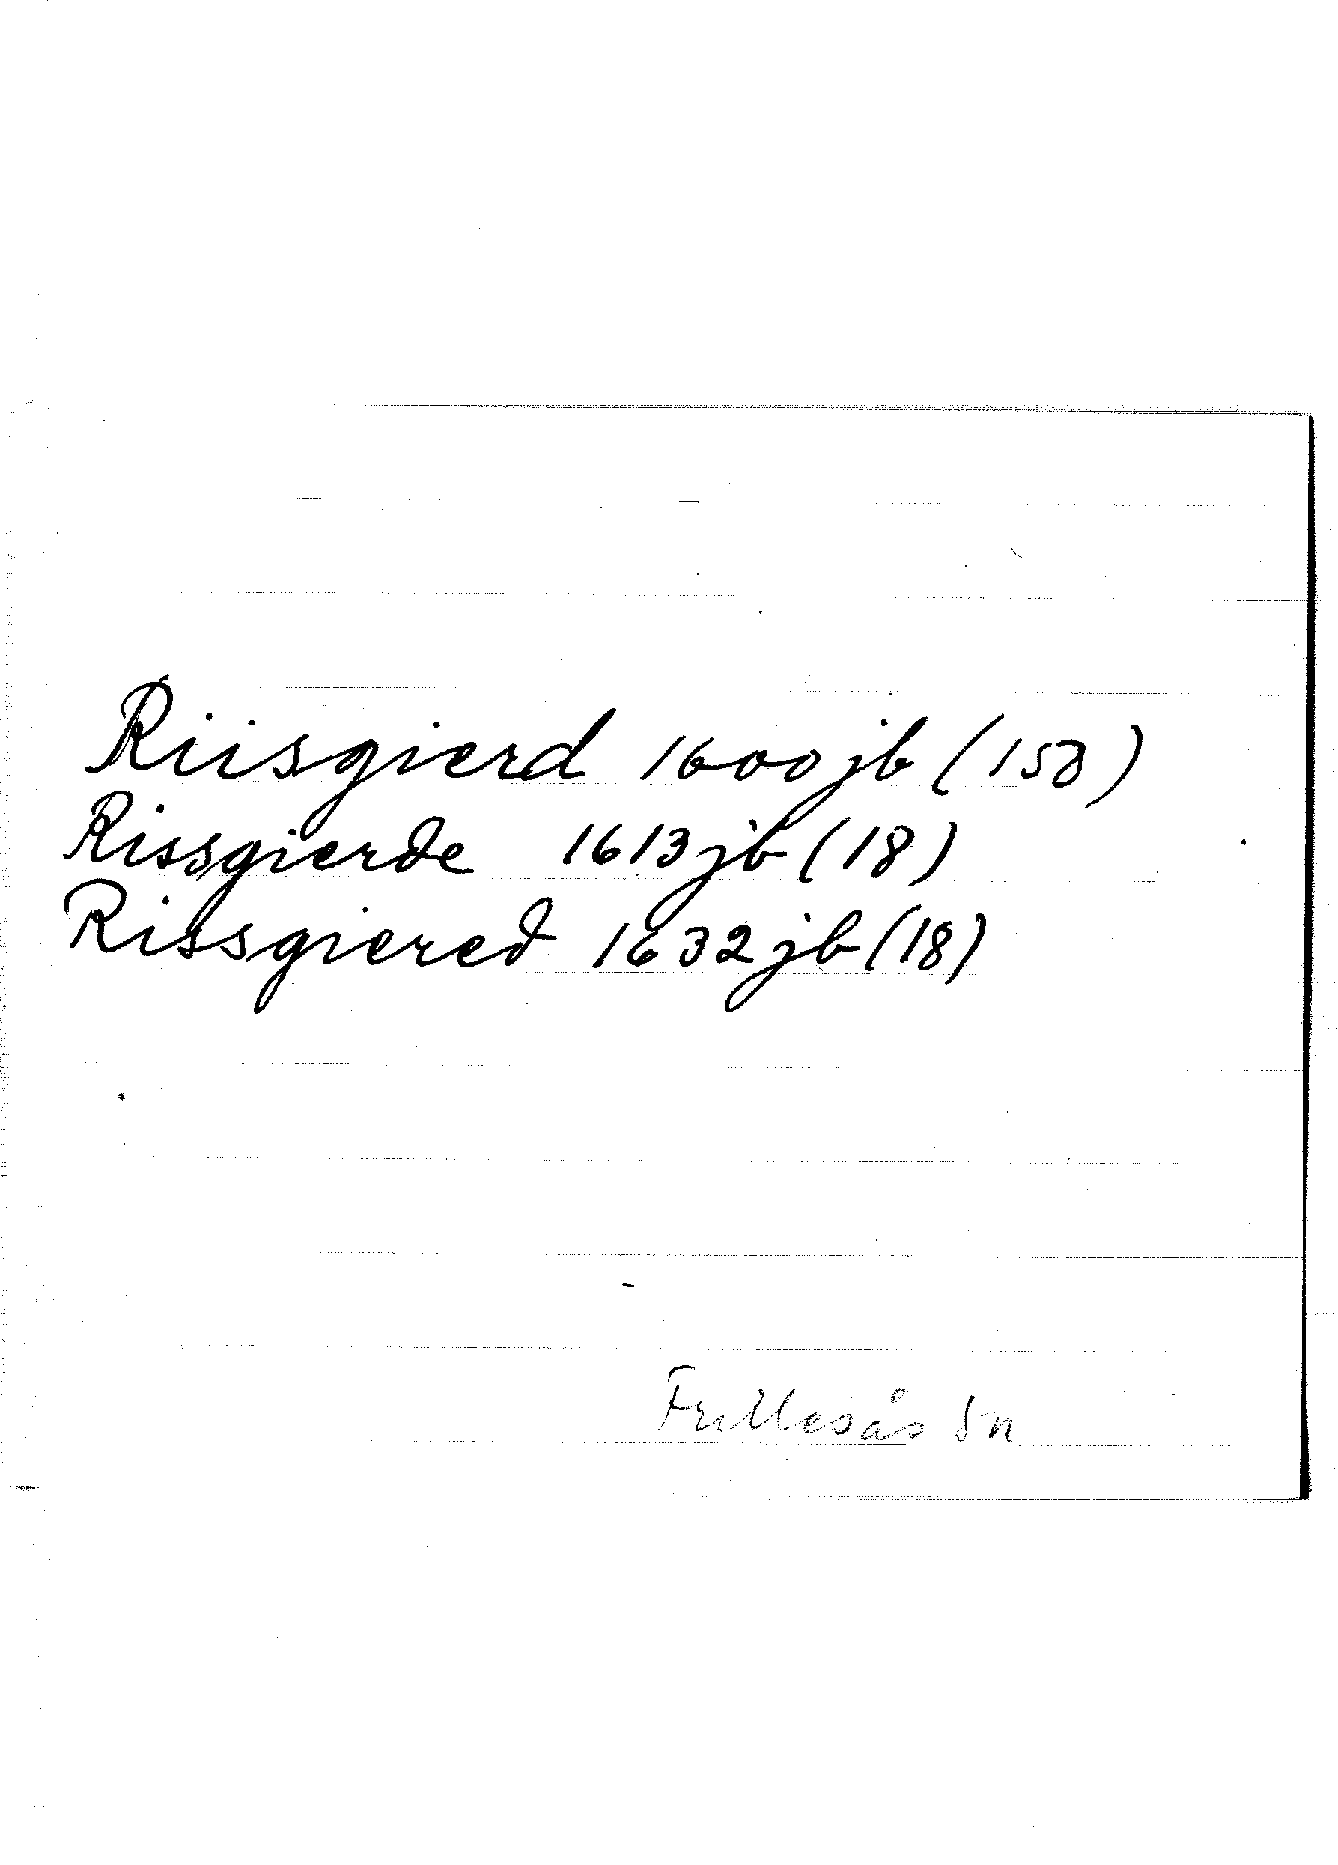 Riisgierd 1600 jb (150)
Rissgierde 1613 jb (18)
Rissgiered 1632 jb (18)
Frillesås Sn